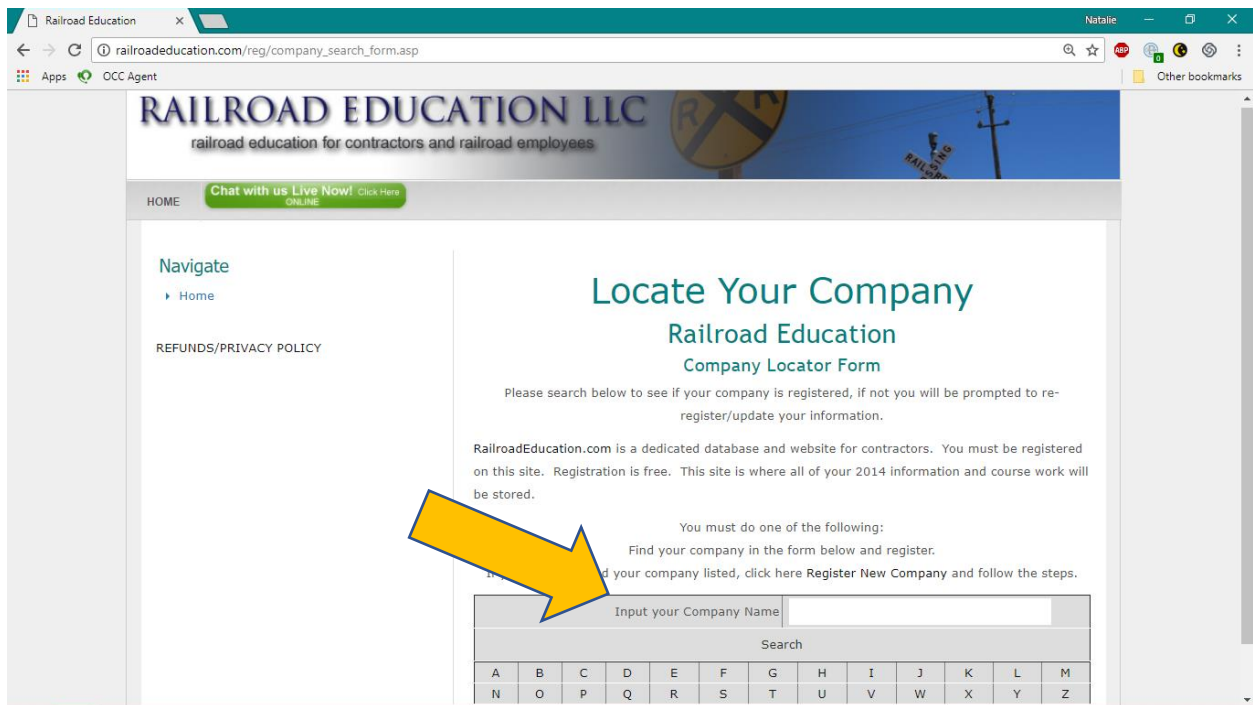 Railroad Education
Natalie
railroadeducation.com/reg/company_search_form.asp
ABP
0
Apps OCC Agent
Other bookmarks
RAILROAD EDUCATION LLC
railroad education for contractors and railroad employees
R R
HOME
Chat with us Live Now! Click Here
ONLINE
Navigate
Home
REFUNDS/PRIVACY POLICY
Locate Your Company
Railroad Education
Company Locator Form
Please search below to see if your company is registered, if not you will be prompted to re-
register/update your information.
RailroadEducation.com is a dedicated database and website for contractors. You must be registered
on this site. Registration is free. This site is where all of your 2014 information and course work will
be stored.
You must do one of the following:
Find your company in the form below and register.
your company listed, click here Register New Company and follow the steps.
Input your Company Name
Search
A B C D E F G H I J K L M
N O P Q R S T U V W X Y Z